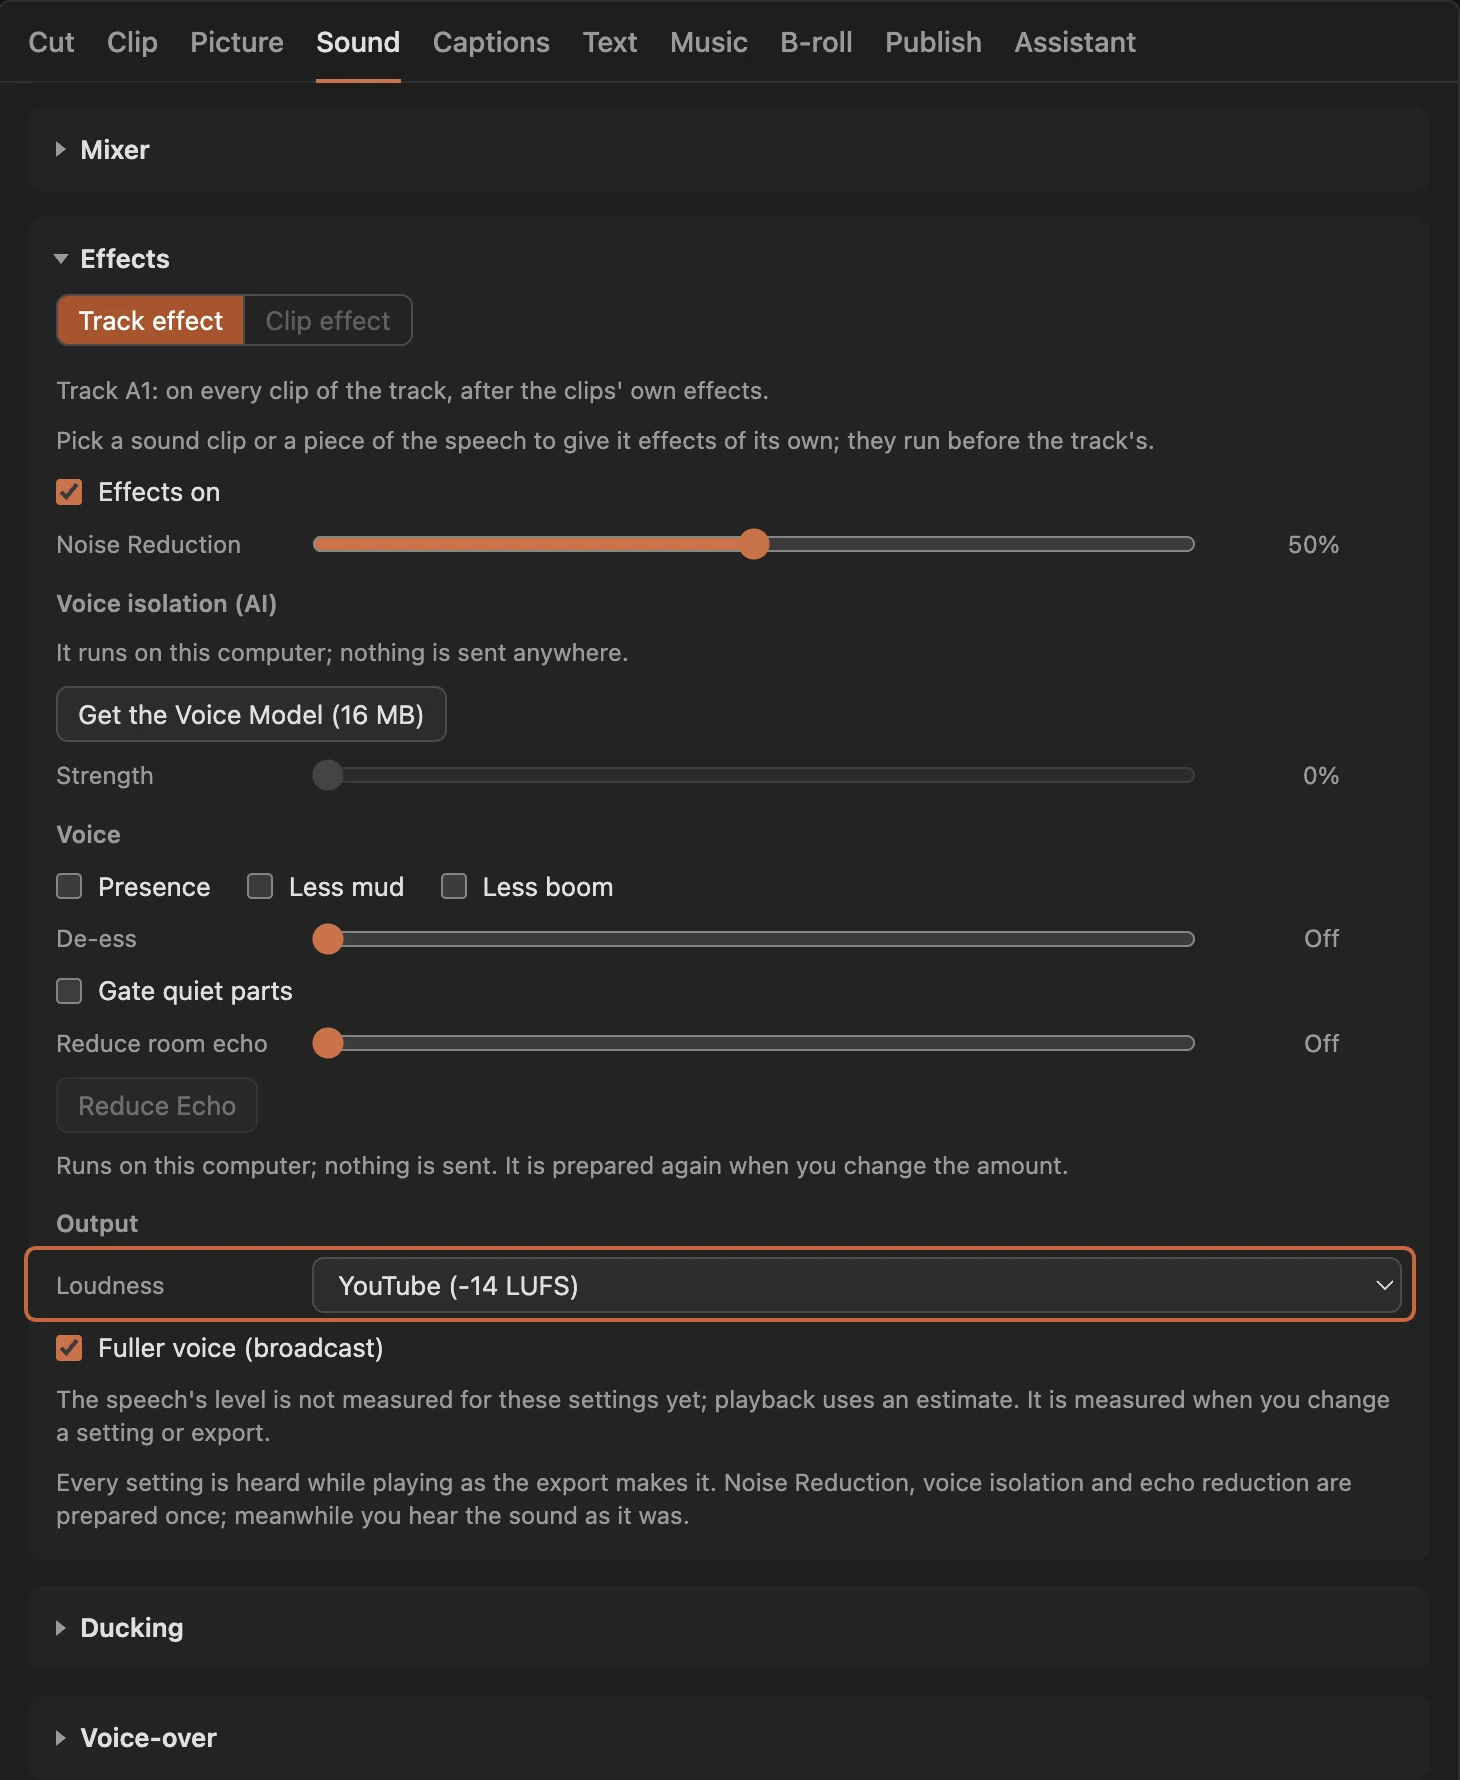 Cut Clip Picture Sound Captions Text Music B-roll Publish Assistant
Mixer
Effects
Track effect Clip effect
Track A1: on every clip of the track, after the clips' own effects.
Pick a sound clip or a piece of the speech to give it effects of its own; they run before the track's.
Effects on
Noise Reduction 50%
Voice isolation (AI)
It runs on this computer; nothing is sent anywhere.
Get the Voice Model (16 MB)
Strength 0%
Voice
Presence Less mud Less boom
De-ess Off
Gate quiet parts
Reduce room echo Off
Reduce Echo
Runs on this computer; nothing is sent. It is prepared again when you change the amount.
Output
Loudness YouTube (-14 LUFS)
Fuller voice (broadcast)
The speech's level is not measured for these settings yet; playback uses an estimate. It is measured when you change
a setting or export.
Every setting is heard while playing as the export makes it. Noise Reduction, voice isolation and echo reduction are
prepared once; meanwhile you hear the sound as it was.
Ducking
Voice-over